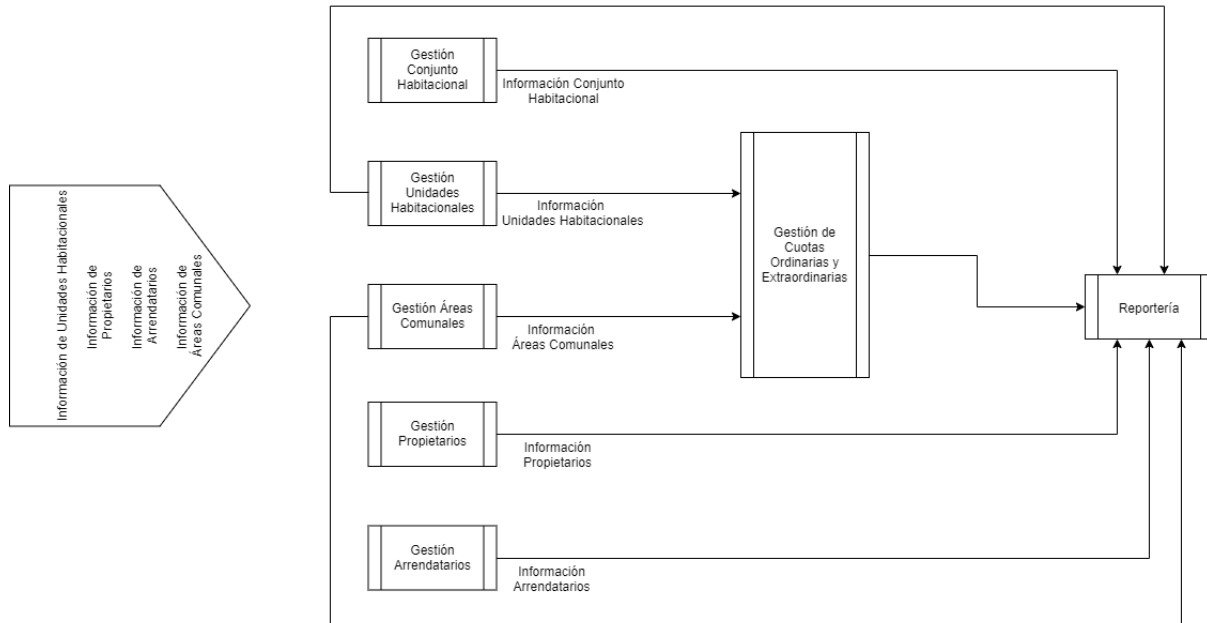 Información de Unidades Habitacionales
Información de
Propietarios
Información de
Arrendatarios
Información de
Áreas Comunales
Gestión
Conjunto
Habitacional
Información Conjunto
Habitacional
Gestión
Unidades
Habitacionales
Información
Unidades Habitacionales
Gestión Áreas
Comunales
Información
Áreas Comunales
Gestión
Propietarios
Información
Propietarios
Gestión
Arrendatarios
Información
Arrendatarios
Gestión de
Cuotas
Ordinarias y
Extraordinarias
Reportería